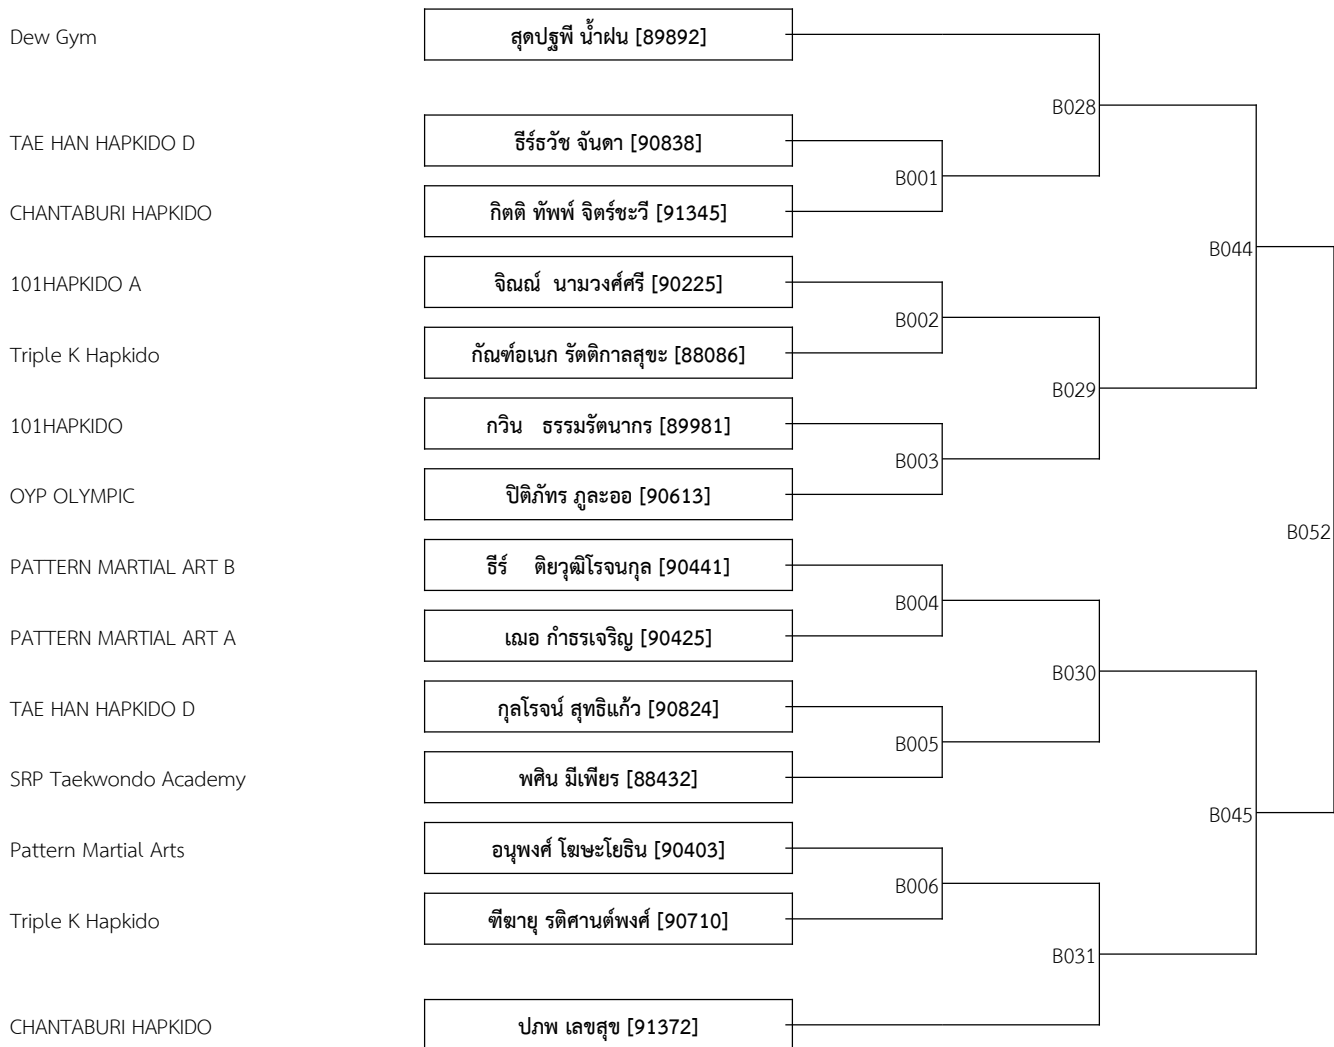 Dew Gym สุดปฐพี น้ำฝน [89892]
B028
TAE HAN HAPKIDO D ธีร์ธวัช จันดา [90838]
B001
CHANTABURI HAPKIDO กิตติ ทัพพ์ จิตร์ชะวี [91345]
B044
101HAPKIDO A จิณณ์ นามวงศ์ศรี [90225]
B002
Triple K Hapkido กัณฑ์อเนก รัตติกาลสุขะ [88086]
B029
101HAPKIDO กวิน ธรรมรัตนากร [89981]
B003
OYP OLYMPIC ปิติภัทร ภูละออ [90613]
B052
PATTERN MARTIAL ART B ธีร์ ติยวุฒิโรจนกุล [90441]
B004
PATTERN MARTIAL ART A เฌอ กำธรเจริญ [90425]
B030
TAE HAN HAPKIDO D กุลโรจน์ สุทธิแก้ว [90824]
B005
SRP Taekwondo Academy พศิน มีเพียร [88432]
B045
Pattern Martial Arts อนุพงศ์ โฆษะโยธิน [90403]
B006
Triple K Hapkido ฑีฆายุ รติศานต์พงศ์ [90710]
B031
CHANTABURI HAPKIDO ปภพ เลขสุข [91372]